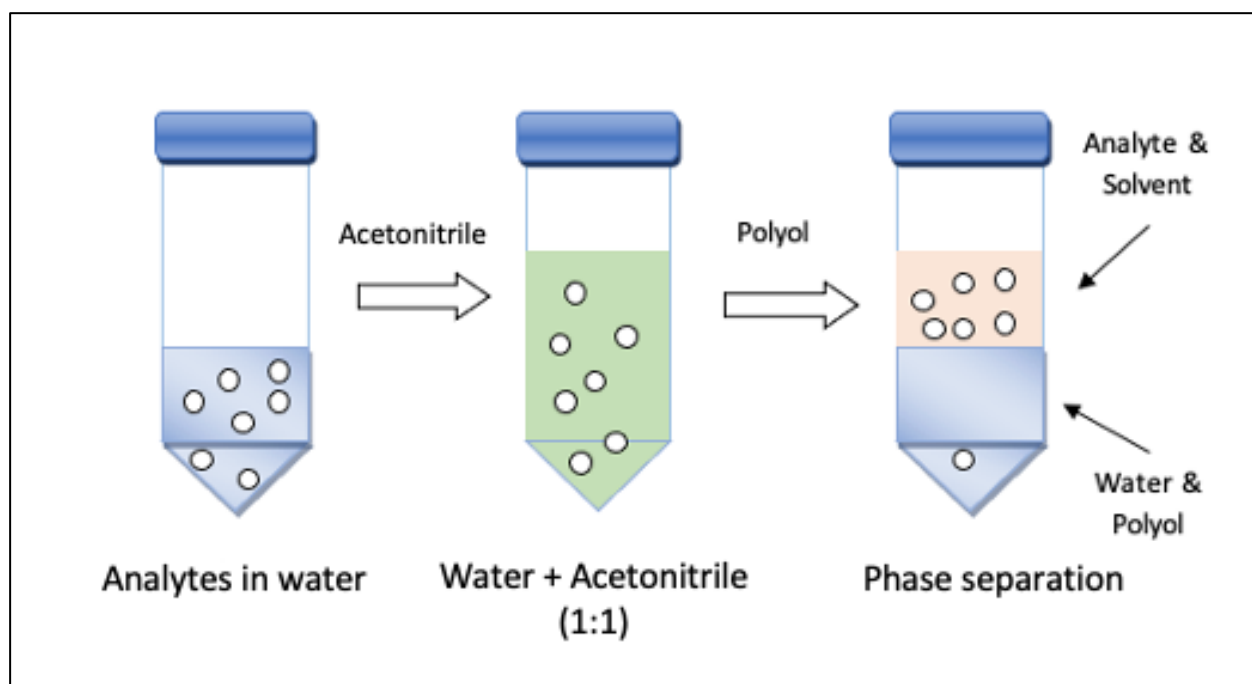 Analyte &
Solvent
Acetonitrile
Polyol
Water &
Polyol
Analytes in water
Water + Acetonitrile
(1:1)
Phase separation